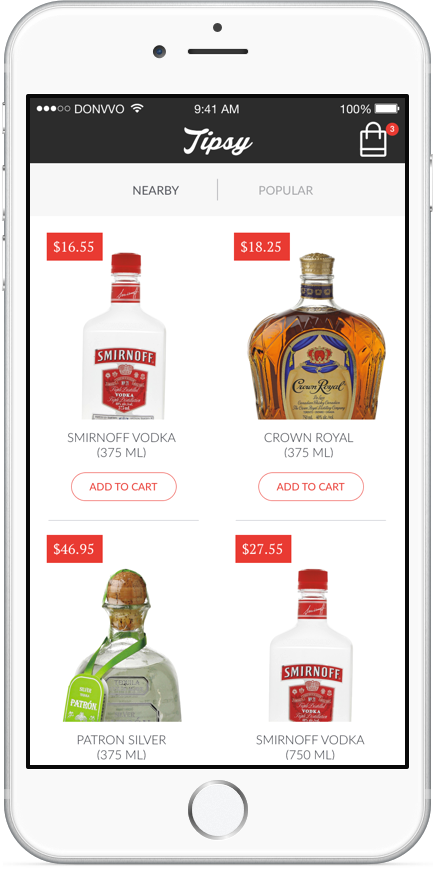 DONVVO
9:41 AM
100%
Tipsy
3
NEARBY
POPULAR
$16.55
$18.25
SMIRNOFF
VODKA
Crown Royal
SMIRNOFF VODKA
(375 ML)
CROWN ROYAL
(375 ML)
ADD TO CART
ADD TO CART
$46.95
$27.55
PATRÓN
SMIRNOFF
VODKA
PATRON SILVER
(375 ML)
SMIRNOFF VODKA
(750 ML)